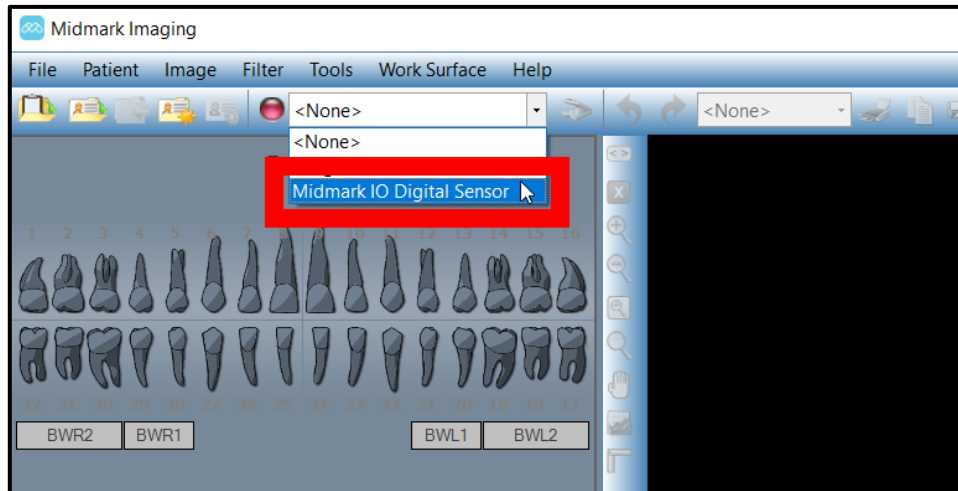 Midmark Imaging
File Patient Image Filter Tools Work Surface Help
<None> <None>
<None>
Midmark IO Digital Sensor
1 2 3 4 5 6 7 8 9 10 11 12 13 14 15 16
32 31 30 29 28 27 26 25 24 23 22 21 20 19 18 17
BWR2 BWR1 BWL1 BWL2